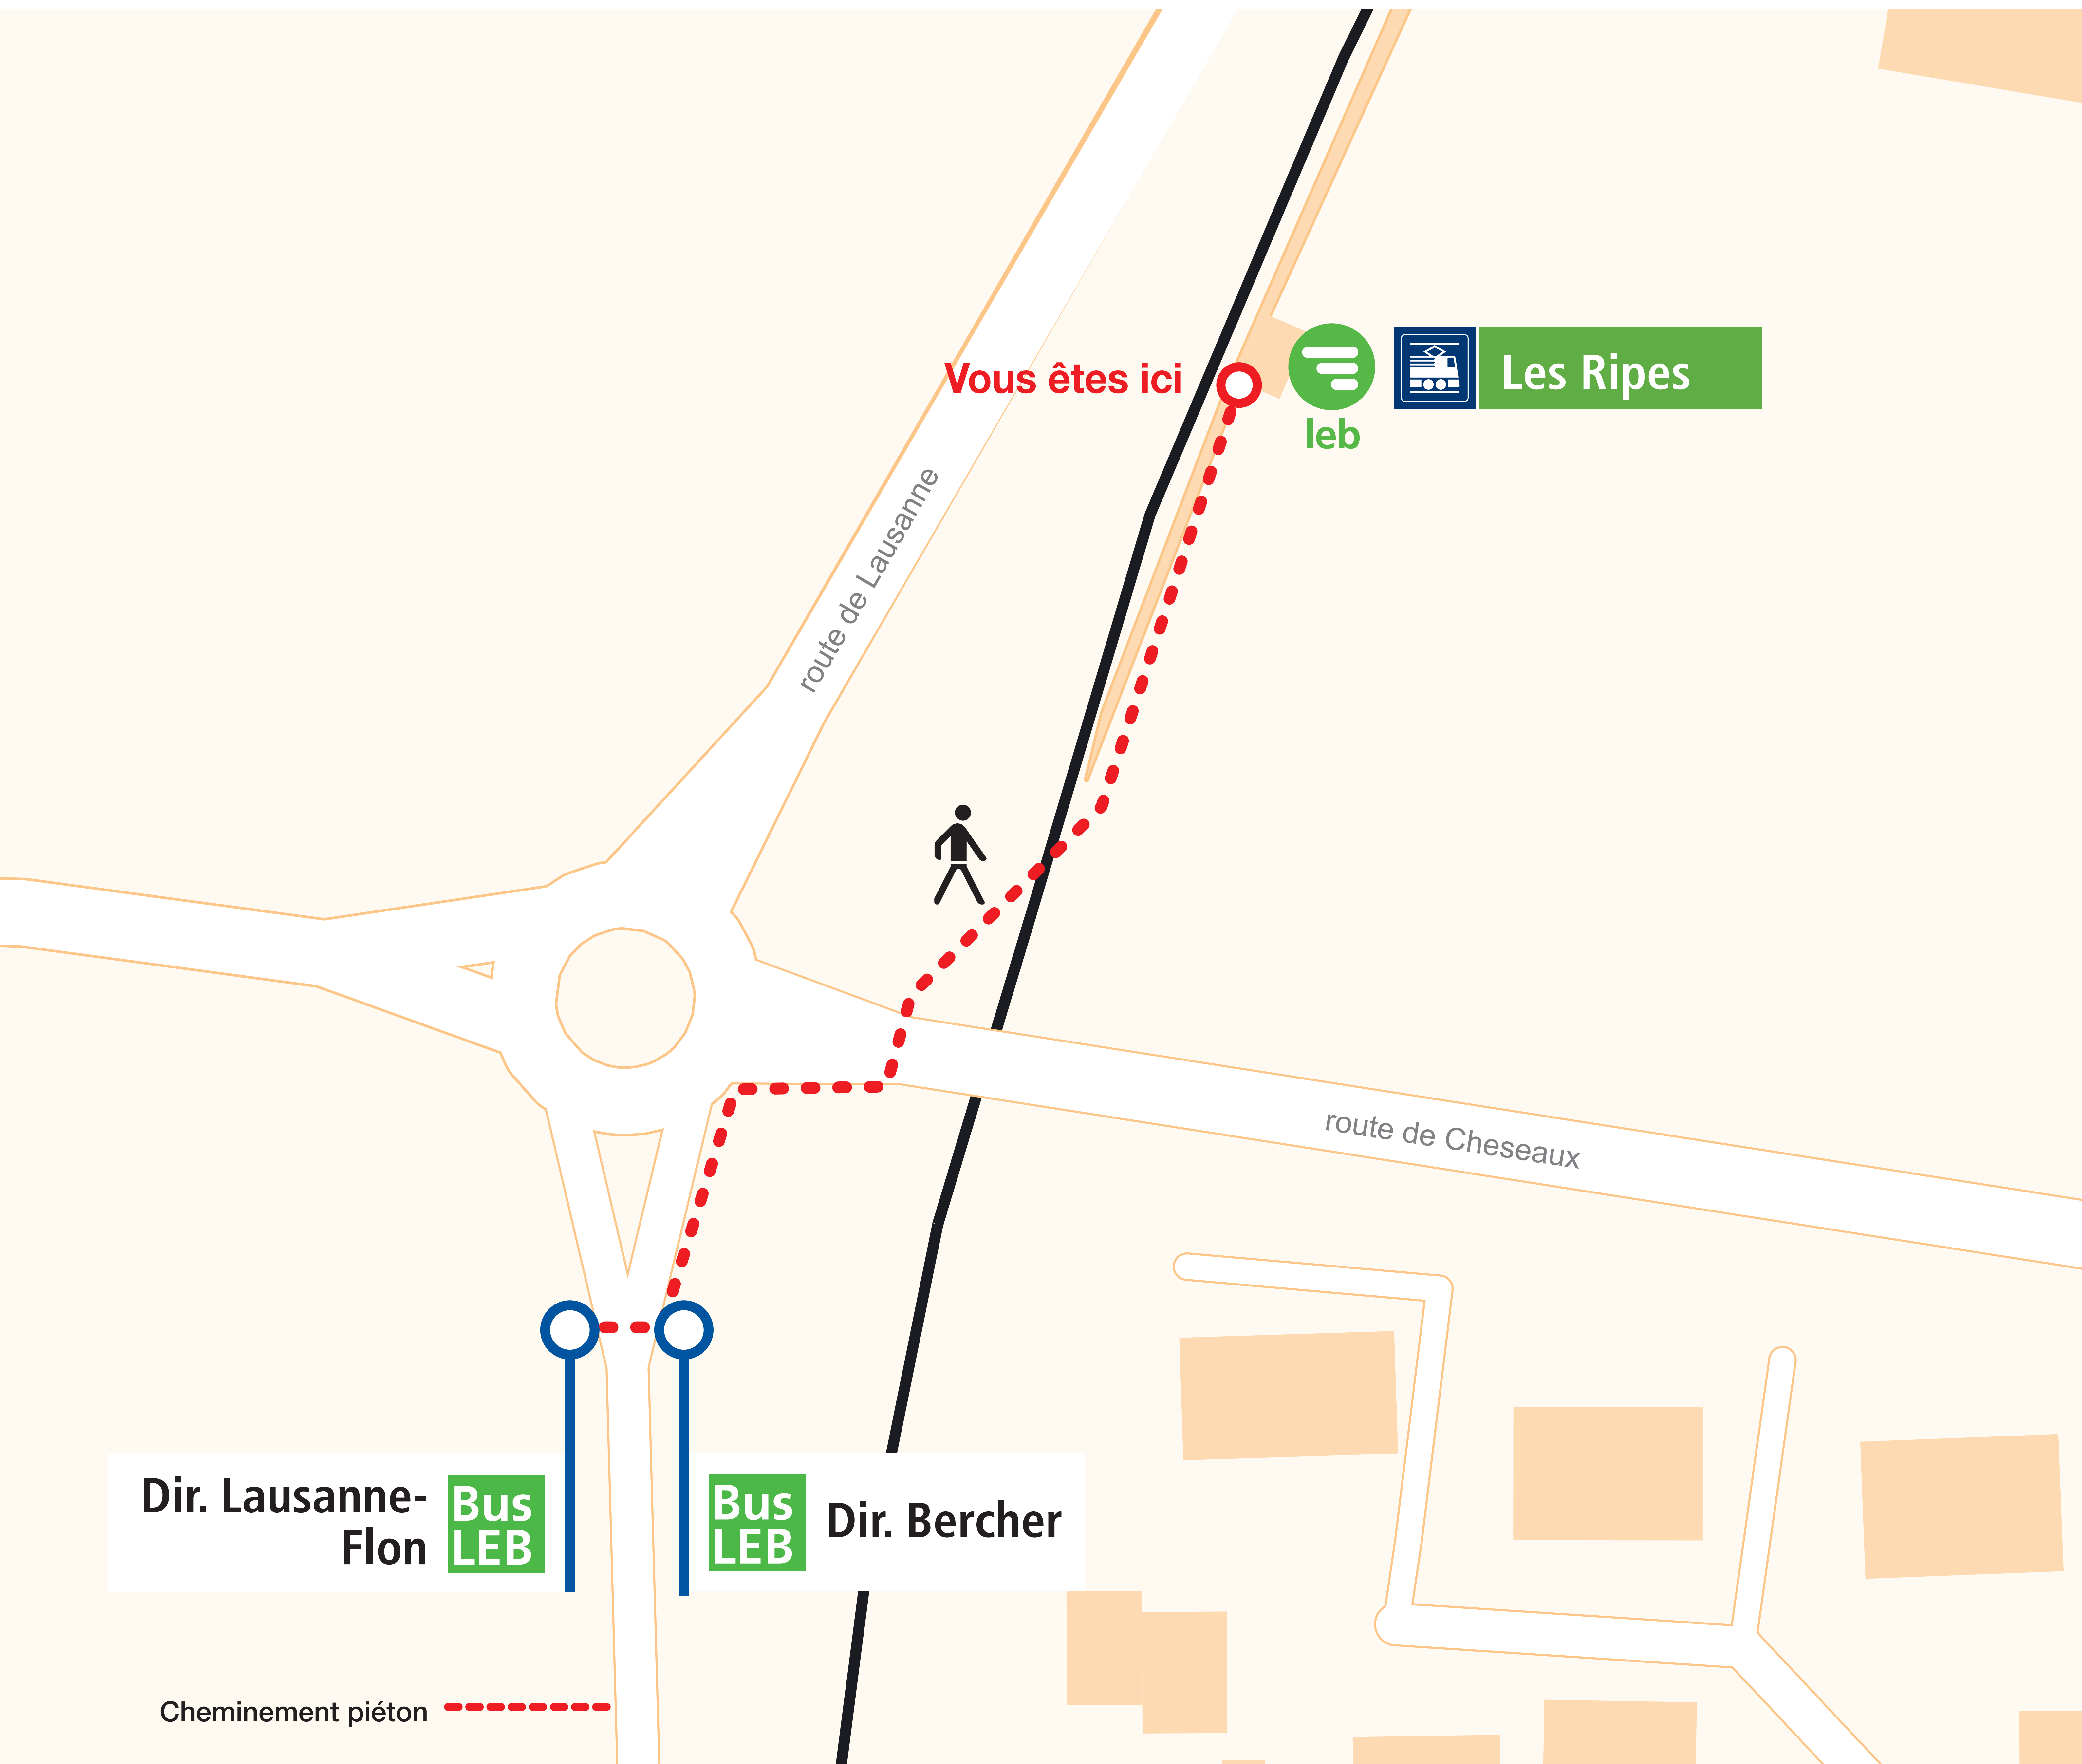 Vous êtes ici
leb
Les Ripes
route de Lausanne
route de Cheseaux
Dir. Lausanne-
Flon
Bus
LEB
Bus
LEB
Dir. Bercher
Cheminement piéton